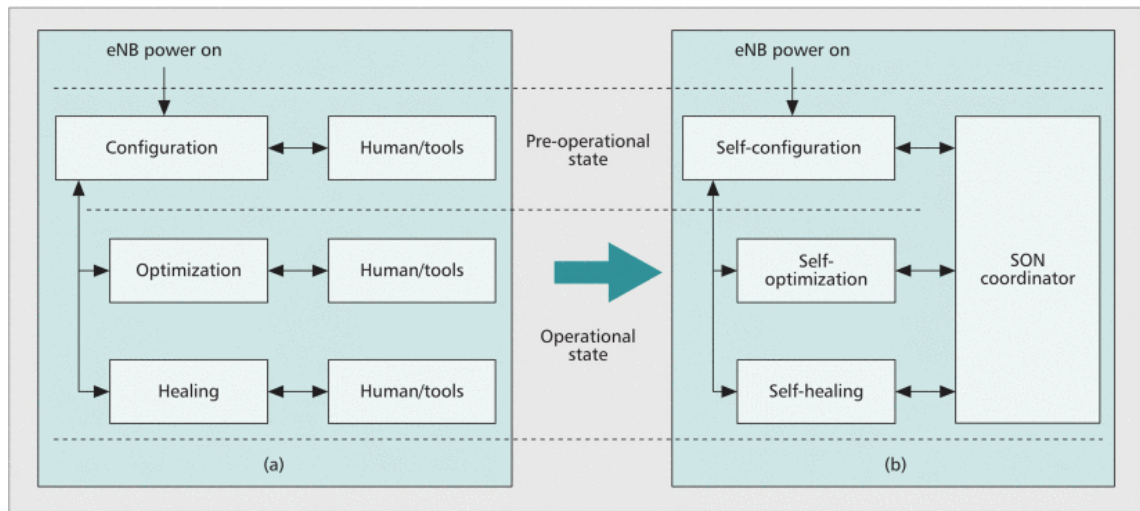 eNB power on
Configuration
Human/tools
Optimization
Human/tools
Healing
Human/tools
(a)
Pre-operational
state
Operational
state
eNB power on
Self-configuration
Self-
optimization
Self-healing
SON
coordinator
(b)